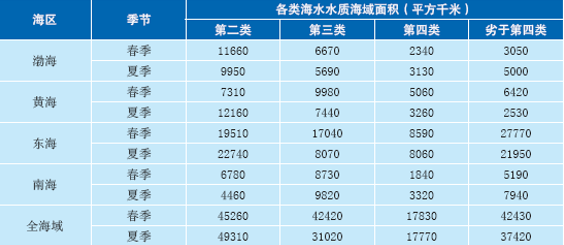 海区 季节 各类海水水质海域面积（平方千米）
第二类 第三类 第四类 劣于第四类
渤海 春季 11660 6670 2340 3050
夏季 9950 5690 3130 5000
黄海 春季 7310 9980 5060 6420
夏季 12160 7440 3260 2530
东海 春季 19510 17040 8590 27770
夏季 22740 8070 8060 21950
南海 春季 6780 8730 1840 5190
夏季 4460 9820 3320 7940
全海域 春季 45260 42420 17830 42430
夏季 49310 31020 17770 37420